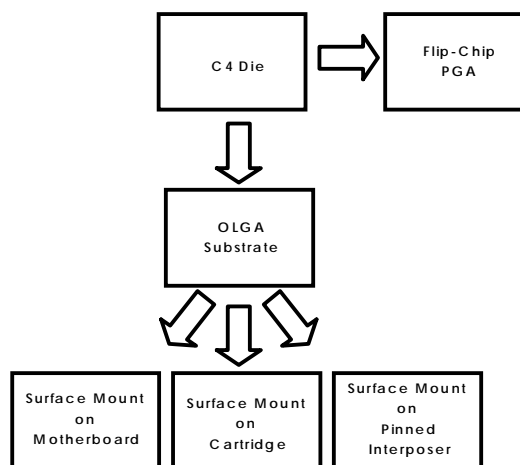 C4 Die
Flip-Chip
PGA
OLGA
Substrate
Surface Mount
on
Motherboard
Surface Mount
on
Cartridge
Surface Mount
on
Pinned
Interposer